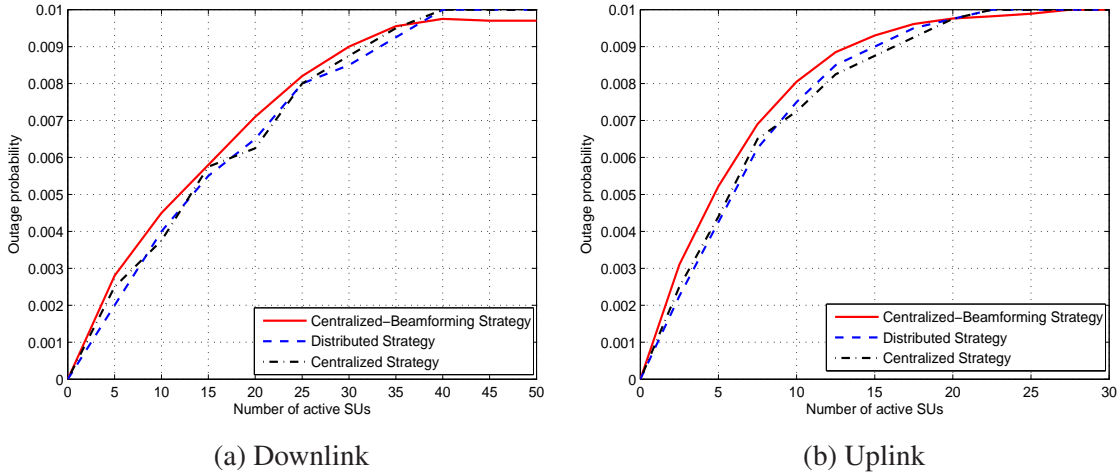 0.01
0.009
0.008
0.007
0.006
0.005
0.004
0.003
0.002
0.001
0
Outage probability
0 5 10 15 20 25 30 35 40 45 50
Number of active SUs
Centralized−Beamforming Strategy
Distributed Strategy
Centralized Strategy
(a) Downlink
0.01
0.009
0.008
0.007
0.006
0.005
0.004
0.003
0.002
0.001
0
Outage probability
0 5 10 15 20 25 30
Number of active SUs
Centralized−Beamforming Strategy
Distributed Strategy
Centralized Strategy
(b) Uplink